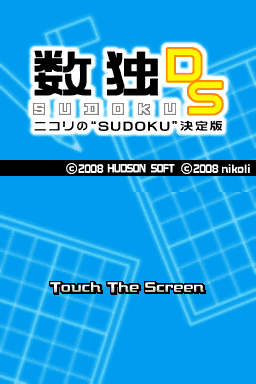 数独DS
SUDOKU
ニコリの"SUDOKU"決定版
©2008 HUDSON SOFT ©2008 nikoli
Touch The Screen